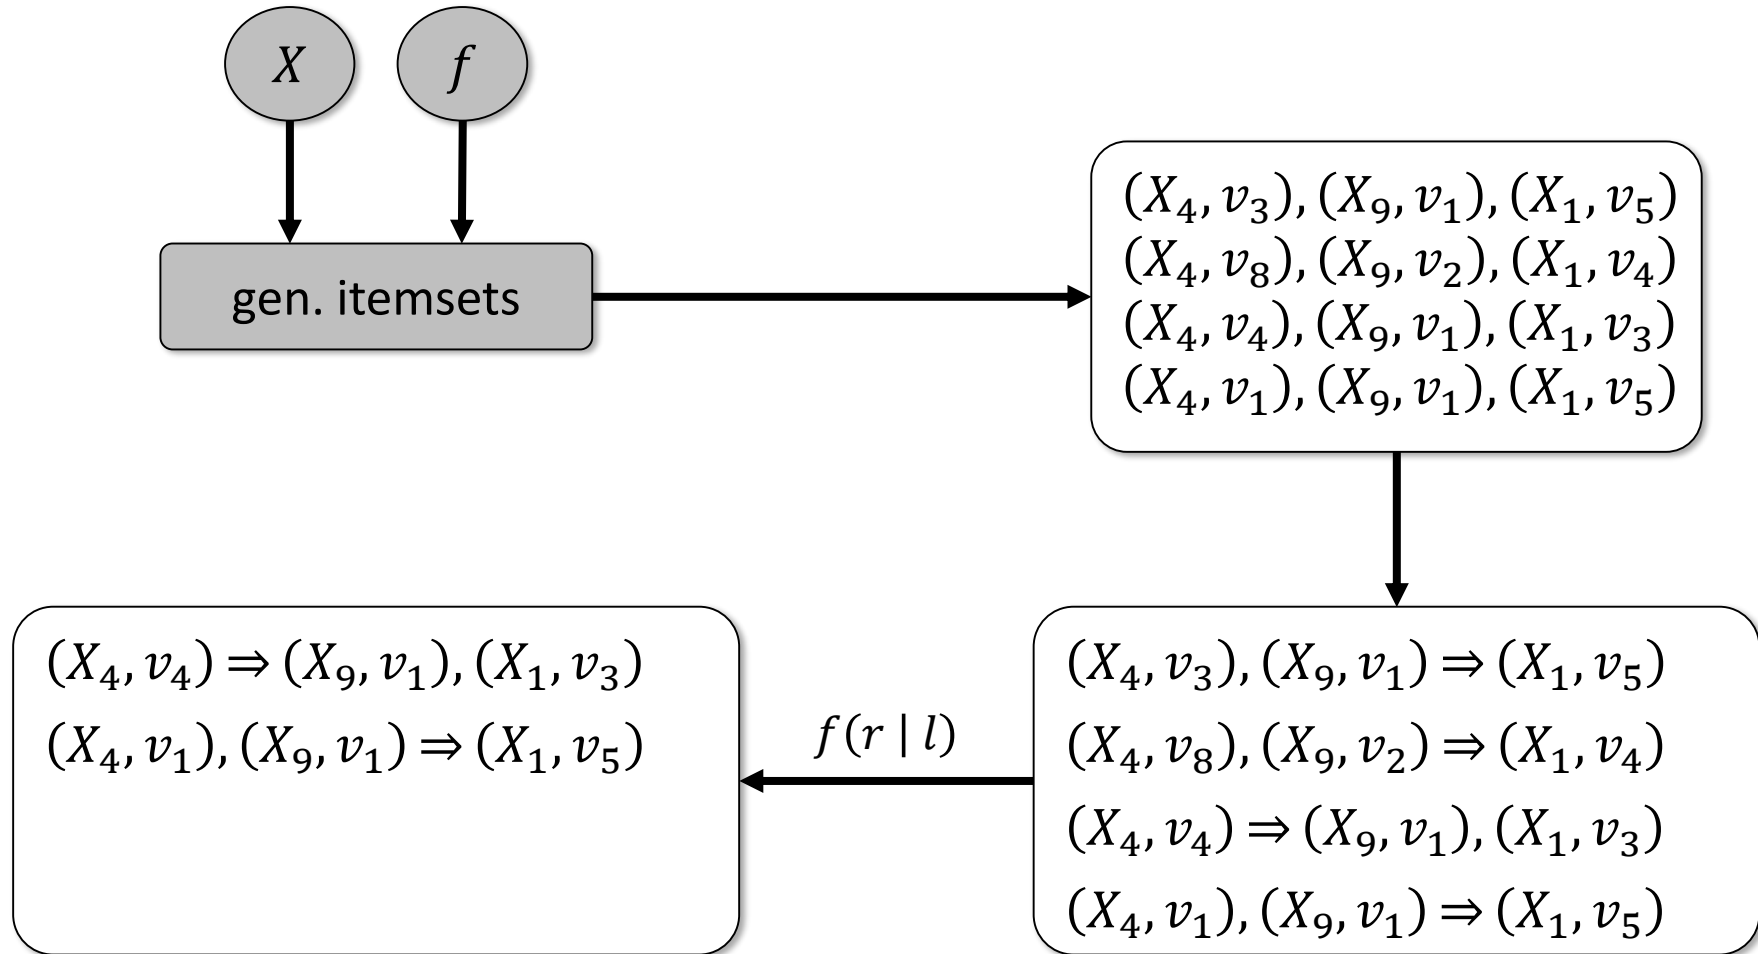 X
f
gen. itemsets
(X₄, v₃), (X₉, v₁), (X₁, v₅)
(X₄, v₈), (X₉, v₂), (X₁, v₄)
(X₄, v₄), (X₉, v₁), (X₁, v₃)
(X₄, v₁), (X₉, v₁), (X₁, v₅)
(X₄, v₃), (X₉, v₁) ⇒ (X₁, v₅)
(X₄, v₈), (X₉, v₂) ⇒ (X₁, v₄)
(X₄, v₄) ⇒ (X₉, v₁), (X₁, v₃)
(X₄, v₁), (X₉, v₁) ⇒ (X₁, v₅)
f(r | l)
(X₄, v₄) ⇒ (X₉, v₁), (X₁, v₃)
(X₄, v₁), (X₉, v₁) ⇒ (X₁, v₅)